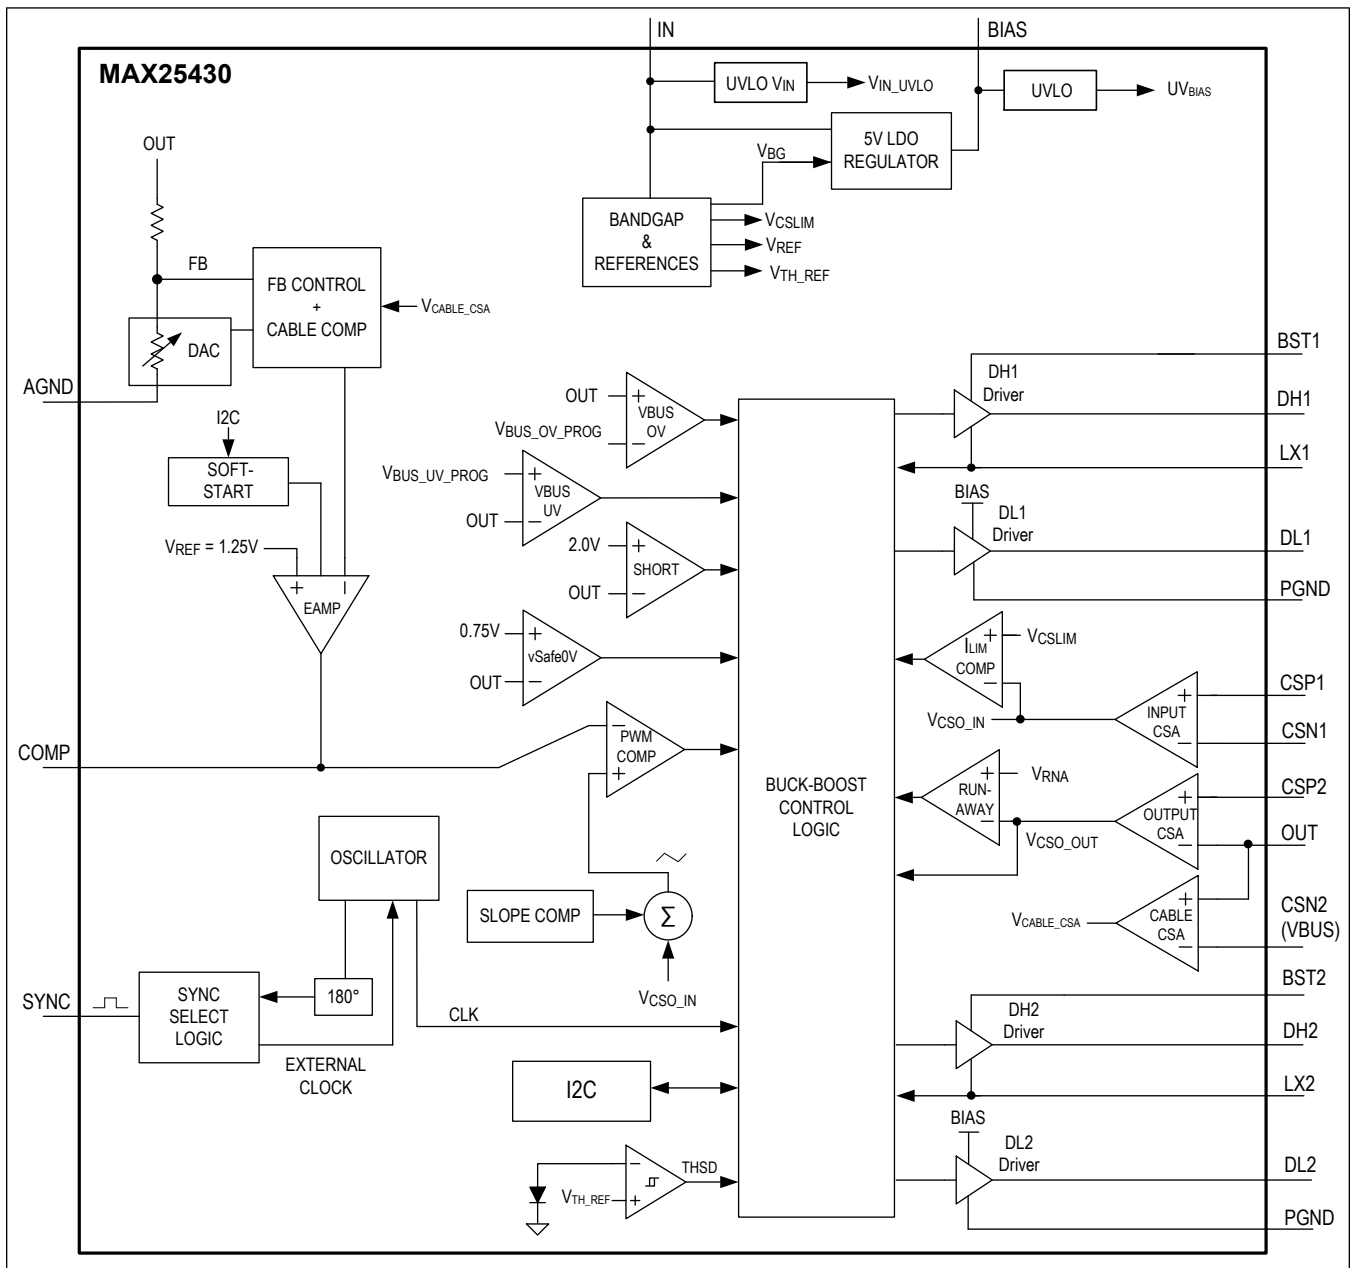 IN
BIAS
MAX25430
UVLO VIN
VIN_UVLO
UVLO
UVBIAS
OUT
VBG
5V LDO
REGULATOR
BANDGAP
&
REFERENCES
VCSLIM
VREF
VTH_REF
FB
FB CONTROL
+
CABLE COMP
VCABLE_CSA
DAC
AGND
I2C
SOFT-
START
VREF = 1.25V
+
−
EAMP
OUT
+
VBUS
OV
VBUS_OV_PROG
−
VBUS_UV_PROG
+
VBUS
UV
OUT
−
2.0V
+
SHORT
OUT
−
0.75V
+
vSafe0V
OUT
−
COMP
−
PWM
COMP
+
OSCILLATOR
SLOPE COMP
Σ
VCSO_IN
SYNC
SYNC
SELECT
LOGIC
180°
CLK
EXTERNAL
CLOCK
I2C
THSD
−
VTH_REF
+
BUCK-BOOST
CONTROL
LOGIC
BST1
DH1
Driver
DH1
LX1
BIAS
DL1
Driver
DL1
PGND
ILIM
COMP
+
VCSLIM
−
VCSO_IN
CSP1
+
INPUT
CSA
−
CSN1
+
VRNA
RUN-
AWAY
−
VCSO_OUT
CSP2
+
OUTPUT
CSA
−
OUT
+
CABLE
CSA
−
VCABLE_CSA
CSN2
(VBUS)
BST2
DH2
Driver
DH2
LX2
BIAS
DL2
Driver
DL2
PGND